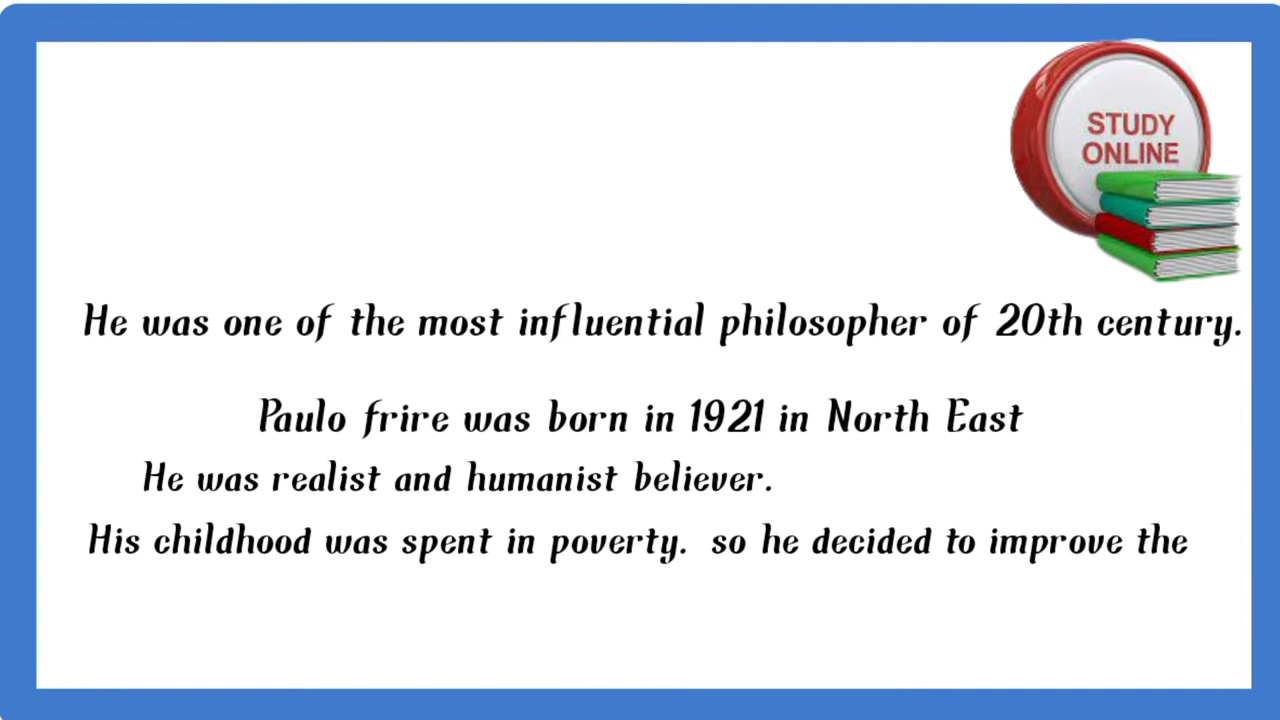 STUDY
ONLINE
He was one of the most influential philosopher of 20th century.
Paulo frire was born in 1921 in North East
He was realist and humanist believer.
His childhood was spent in poverty. so he decided to improve the